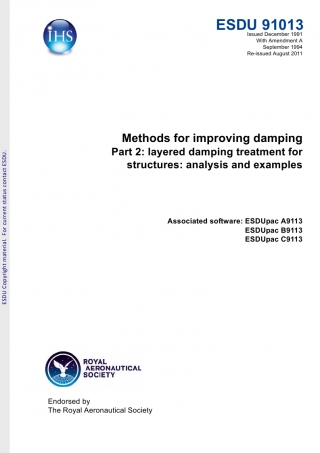 IHS
ESDU 91013
Issued December 1991
With Amendment A
September 1994
Re-issued August 2011
Methods for improving damping
Part 2: layered damping treatment for
structures: analysis and examples
Associated software: ESDUpac A9113
ESDUpac B9113
ESDUpac C9113
ESDU Copyright material. For current status contact ESDU.
ROYAL
AERONAUTICAL
SOCIETY
Endorsed by
The Royal Aeronautical Society